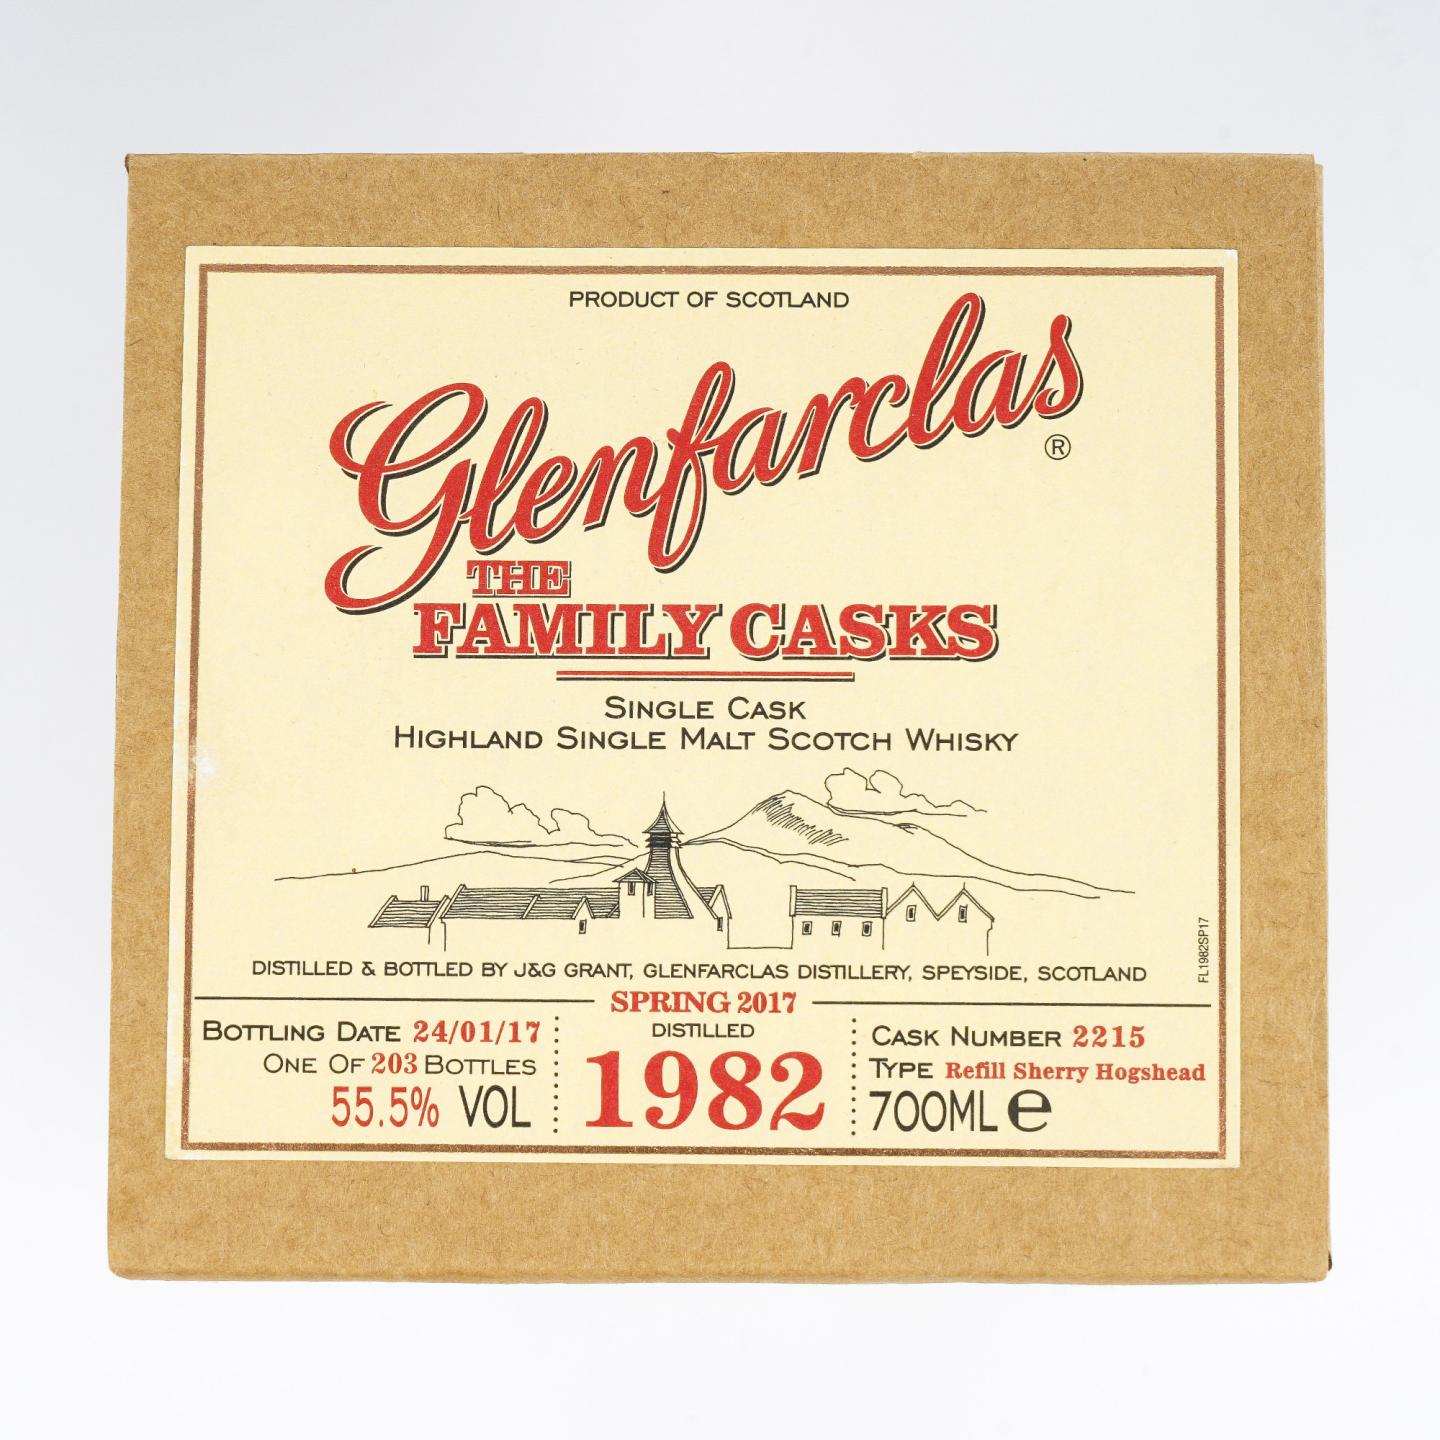 PRODUCT OF SCOTLAND
Glenfarclas
®
THE
FAMILY CASKS
SINGLE CASK
HIGHLAND SINGLE MALT SCOTCH WHISKY
FL1982SP17
DISTILLED & BOTTLED BY J&G GRANT, GLENFARCLAS DISTILLERY, SPEYSIDE, SCOTLAND
SPRING 2017
BOTTLING DATE 24/01/17
ONE OF 203 BOTTLES
55.5% VOL
DISTILLED
1982
CASK NUMBER 2215
TYPE Refill Sherry Hogshead
700ML e